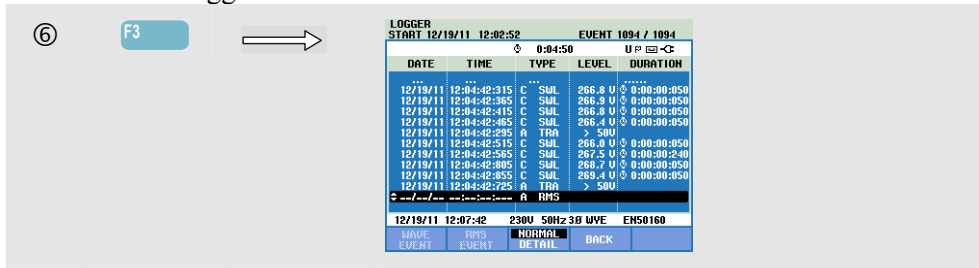 ⑥
F3
LOGGER
START 12/19/11 12:02:52 EVENT 1094 / 1094
0:04:50 U
DATE TIME TYPE LEVEL DURATION
... ... ... ......
12/19/11 12:04:42:315 C SWL 266.8 V 0:00:00:050
12/19/11 12:04:42:365 C SWL 266.9 V 0:00:00:050
12/19/11 12:04:42:415 C SWL 266.8 V 0:00:00:050
12/19/11 12:04:42:465 C SWL 266.4 V 0:00:00:050
12/19/11 12:04:42:295 A TRA > 50V
12/19/11 12:04:42:515 C SWL 266.0 V 0:00:00:050
12/19/11 12:04:42:565 C SWL 267.5 V 0:00:00:240
12/19/11 12:04:42:805 C SWL 268.7 V 0:00:00:050
12/19/11 12:04:42:855 C SWL 269.4 V 0:00:00:050
12/19/11 12:04:42:725 A TRA > 50V
--/--/-- --:--:--:--- A RMS
12/19/11 12:07:42 230V 50Hz 3Ø WYE EN50160
WAVE EVENT RMS EVENT NORMAL DETAIL BACK